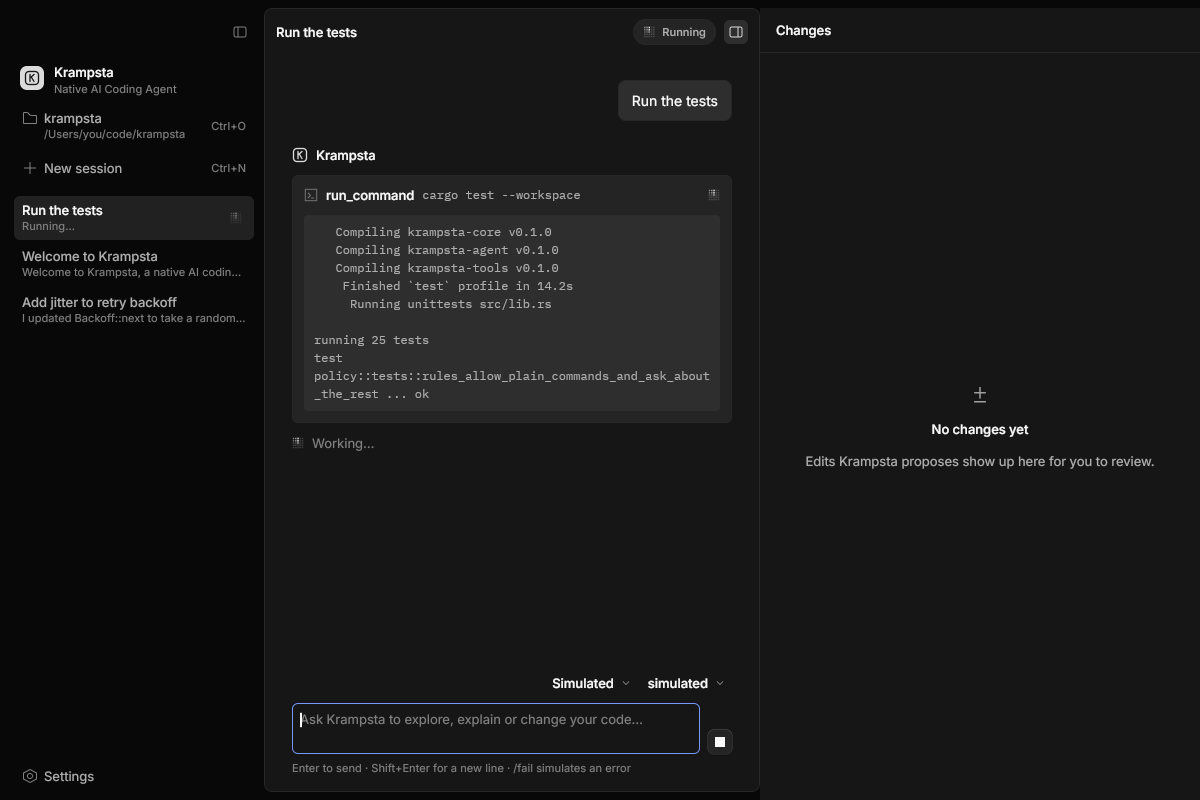 Krampsta
Native AI Coding Agent
krampsta
/Users/you/code/krampsta
Ctrl+O
New session
Ctrl+N
Run the tests
Running...
Welcome to Krampsta
Welcome to Krampsta, a native AI codin...
Add jitter to retry backoff
I updated Backoff::next to take a random...
Settings
Run the tests
Running
Run the tests
Krampsta
run_command cargo test --workspace
Compiling krampsta-core v0.1.0
Compiling krampsta-agent v0.1.0
Compiling krampsta-tools v0.1.0
Finished `test` profile in 14.2s
Running unittests src/lib.rs
running 25 tests
test
policy::tests::rules_allow_plain_commands_and_ask_about
_the_rest ... ok
Working...
Simulated
simulated
Ask Krampsta to explore, explain or change your code...
Enter to send · Shift+Enter for a new line · /fail simulates an error
Changes
No changes yet
Edits Krampsta proposes show up here for you to review.